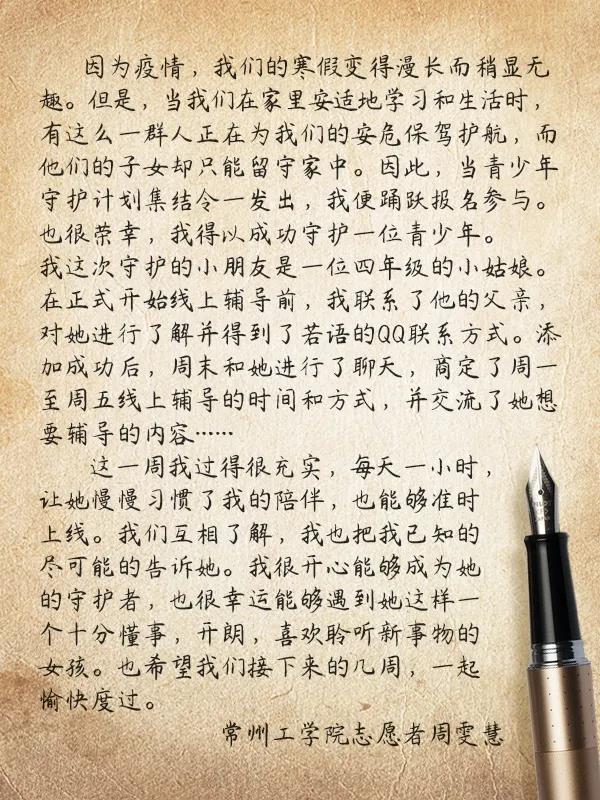 因为疫情，我们的寒假变得漫长而稍显无
趣。但是，当我们在家里安适地学习和生活时，
有这么一群人正在为我们的安危保驾护航，而
他们的子女却只能留守家中。因此，当青少年
守护计划集结令一发出，我便踊跃报名参与。
也很荣幸，我得以成功守护一位青少年。
我这次守护的小朋友是一位四年级的小姑娘。
在正式开始线上辅导前，我联系了他的父亲，
对她进行了解并得到了若语的QQ联系方式。添
加成功后，周末和她进行了聊天，商定了周一
至周五线上辅导的时间和方式，并交流了她想
要辅导的内容……
这一周我过得很充实，每天一小时，
让她慢慢习惯了我的陪伴，也能够准时
上线。我们互相了解，我也把我已知的
尽可能的告诉她。我很开心能够成为她
的守护者，也很幸运能够遇到她这样一
个十分懂事，开朗，喜欢聆听新事物的
女孩。也希望我们接下来的几周，一起
愉快度过。
常州工学院志愿者周雯慧